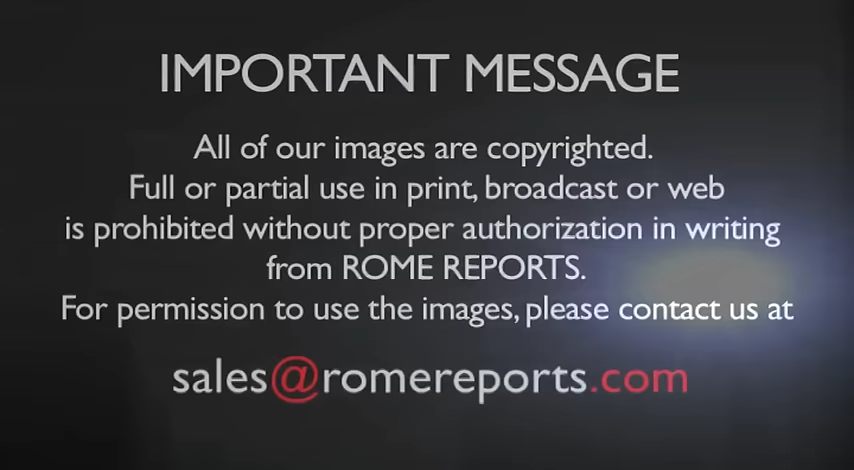 IMPORTANT MESSAGE
All of our images are copyrighted.
Full or partial use in print, broadcast or web
is prohibited without proper authorization in writing
from ROME REPORTS.
For permission to use the images, please contact us at
sales@romereports.com